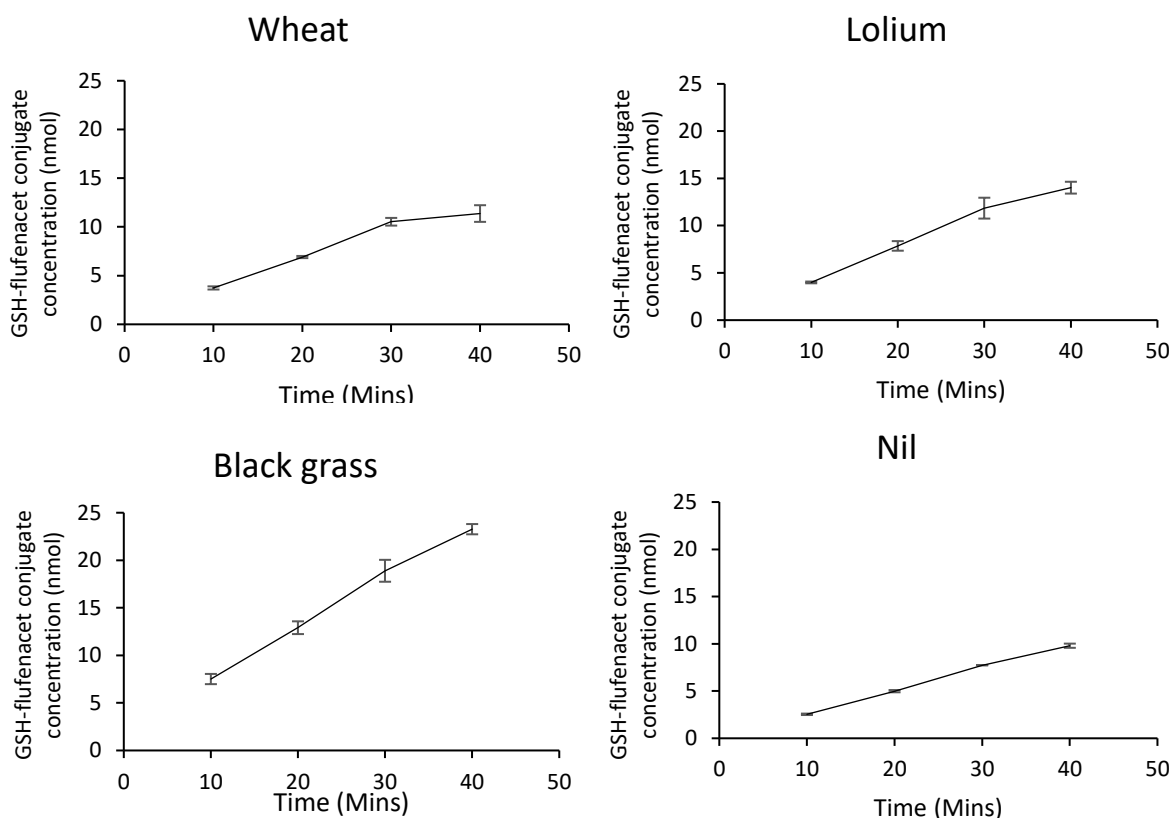 Wheat
GSH-flufenacet conjugate
concentration (nmol)
25
20
15
10
5
0
0 10 20 30 40 50
Time (Mins)
Lolium
GSH-flufenacet conjugate
concentration (nmol)
25
20
15
10
5
0
0 10 20 30 40 50
Time (Mins)
Black grass
GSH-flufenacet conjugate
concentration (nmol)
25
20
15
10
5
0
0 10 20 30 40 50
Time (Mins)
Nil
GSH-flufenacet conjugate
concentration (nmol)
25
20
15
10
5
0
0 10 20 30 40 50
Time (Mins)